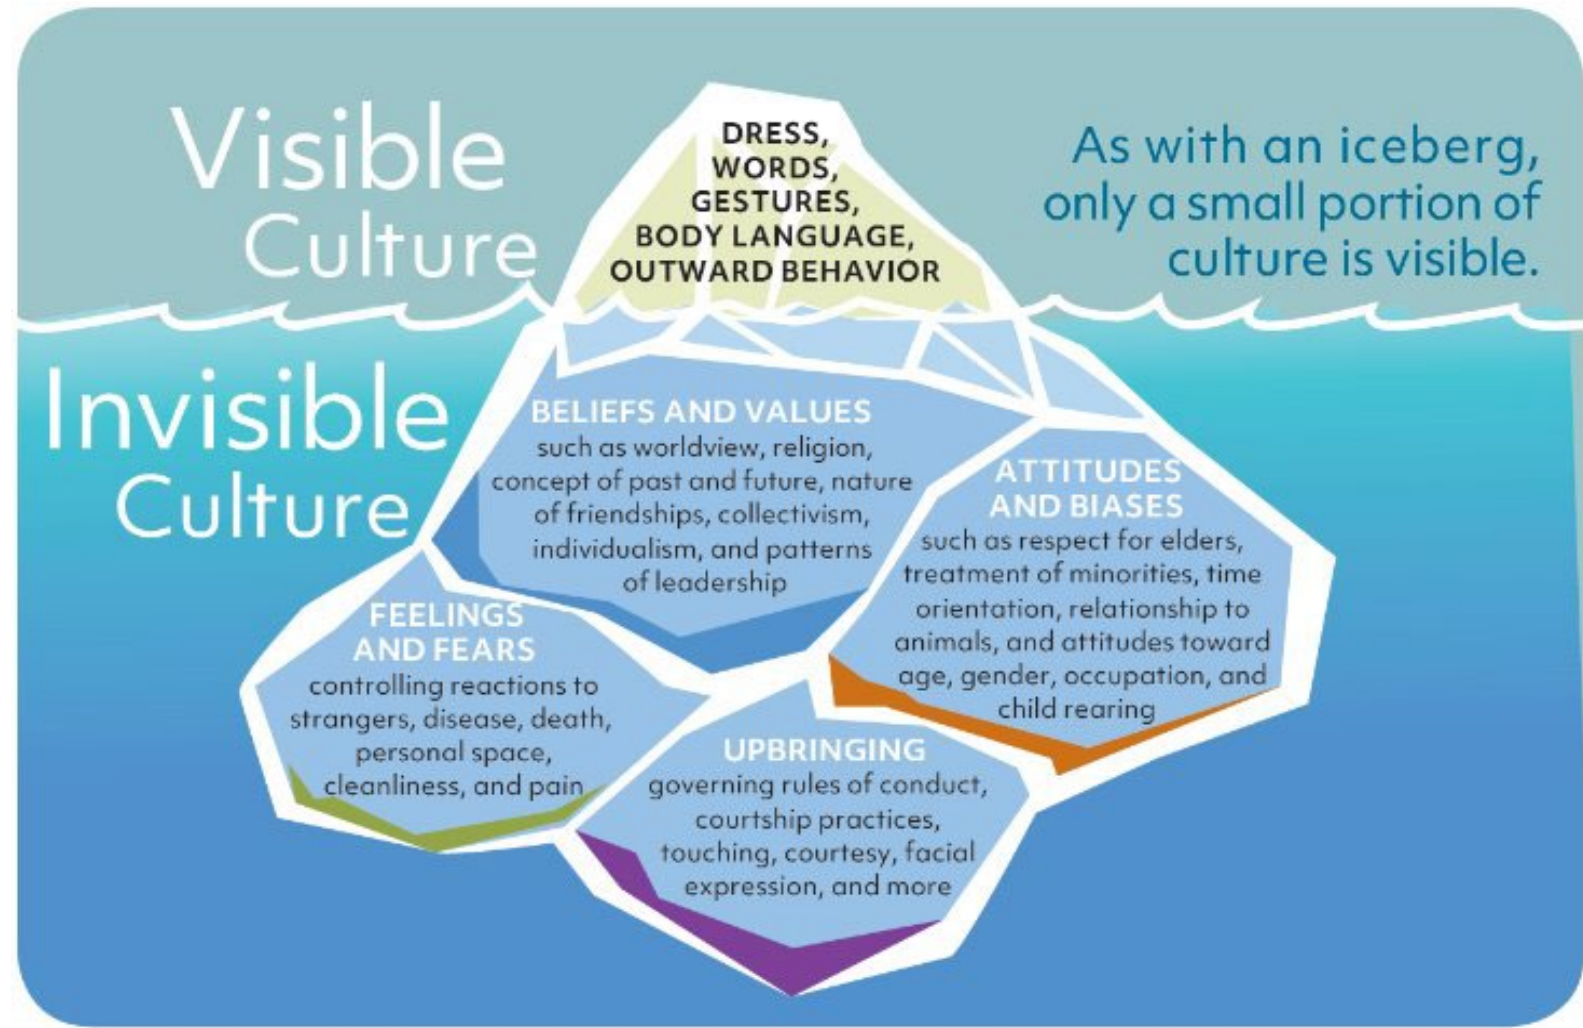 Visible
Culture
DRESS,
WORDS,
GESTURES,
BODY LANGUAGE,
OUTWARD BEHAVIOR
As with an iceberg,
only a small portion of
culture is visible.
Invisible
Culture
BELIEFS AND VALUES
such as worldview, religion,
concept of past and future, nature
of friendships, collectivism,
individualism, and patterns
of leadership
ATTITUDES
AND BIASES
such as respect for elders,
treatment of minorities, time
orientation, relationship to
animals, and attitudes toward
age, gender, occupation, and
child rearing
FEELINGS
AND FEARS
controlling reactions to
strangers, disease, death,
personal space,
cleanliness, and pain
UPBRINGING
governing rules of conduct,
courtship practices,
touching, courtesy, facial
expression, and more